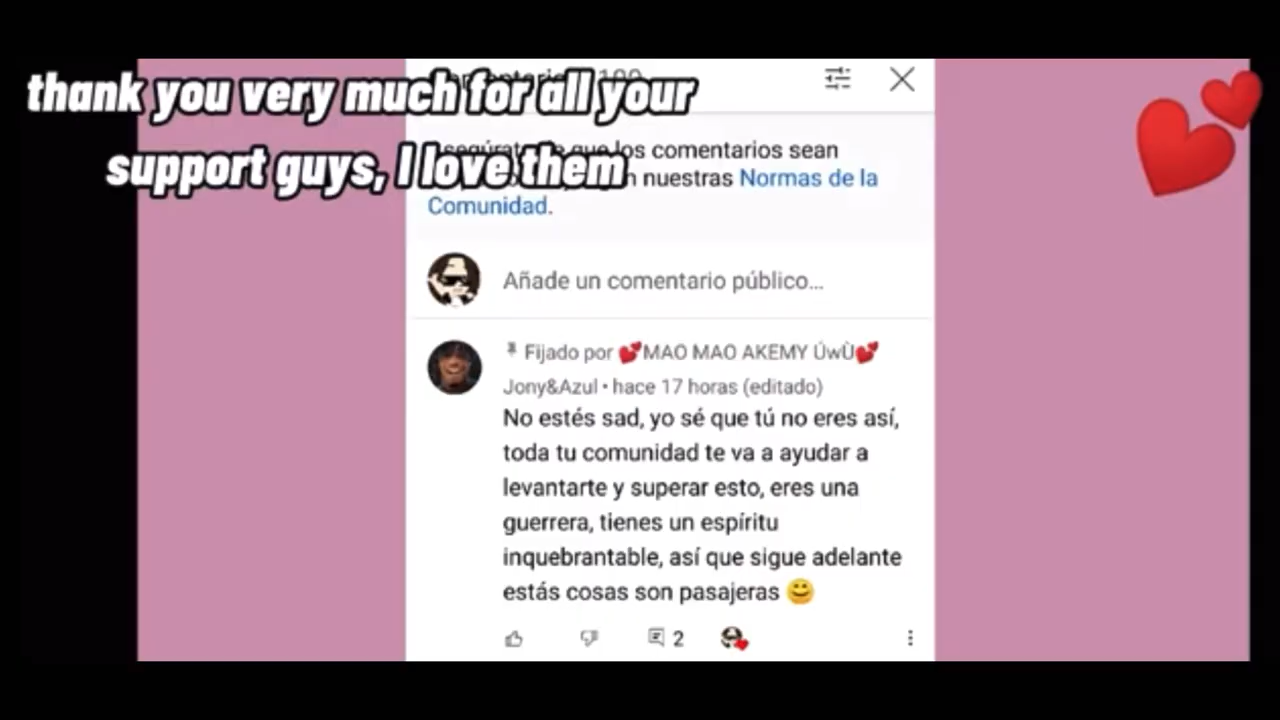 thank you very much for all your
support guys, I love them
que los comentarios sean
nuestras Normas de la
Comunidad.
Añade un comentario público...
Fijado por 💕MAO MAO AKEMY ÚwÙ💕
Jony&Azul • hace 17 horas (editado)
No estés sad, yo sé que tú no eres así,
toda tu comunidad te va a ayudar a
levantarte y superar esto, eres una
guerrera, tienes un espíritu
inquebrantable, así que sigue adelante
estás cosas son pasajeras 😊
2